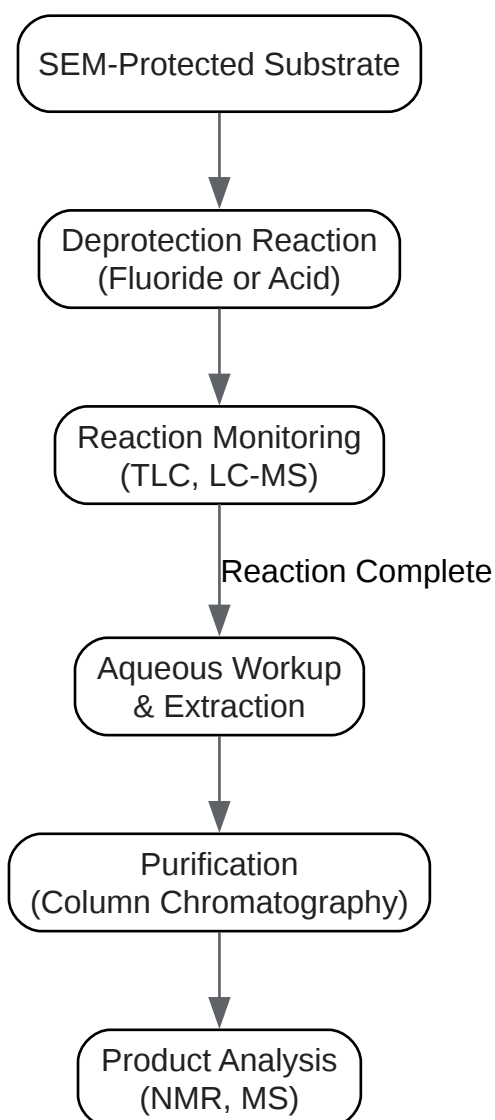 SEM-Protected Substrate
Deprotection Reaction
(Fluoride or Acid)
Reaction Monitoring
(TLC, LC-MS)
Reaction Complete
Aqueous Workup
& Extraction
Purification
(Column Chromatography)
Product Analysis
(NMR, MS)